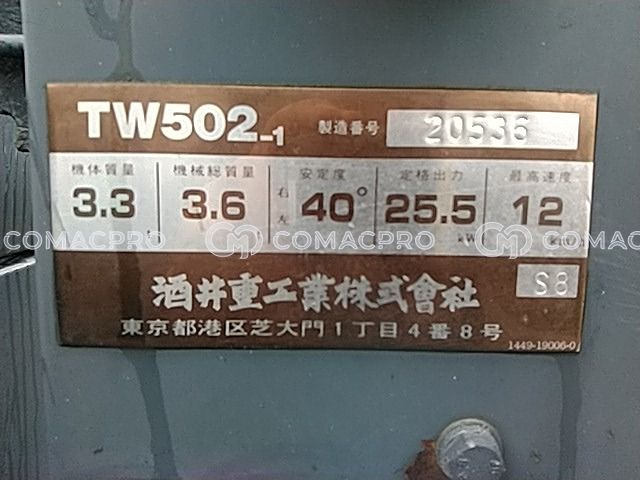 TW502-1 製造番号 20536
機体質量 機械総質量 安定度 定格出力 最高速度
3.3 t 3.6 t 右左 40° 25.5 kW 12 km/h
COMACPRO COMACPRO COMACPRO
酒井重工業株式會社 S8
東京都港区芝大門1丁目4番8号
1449-19006-0